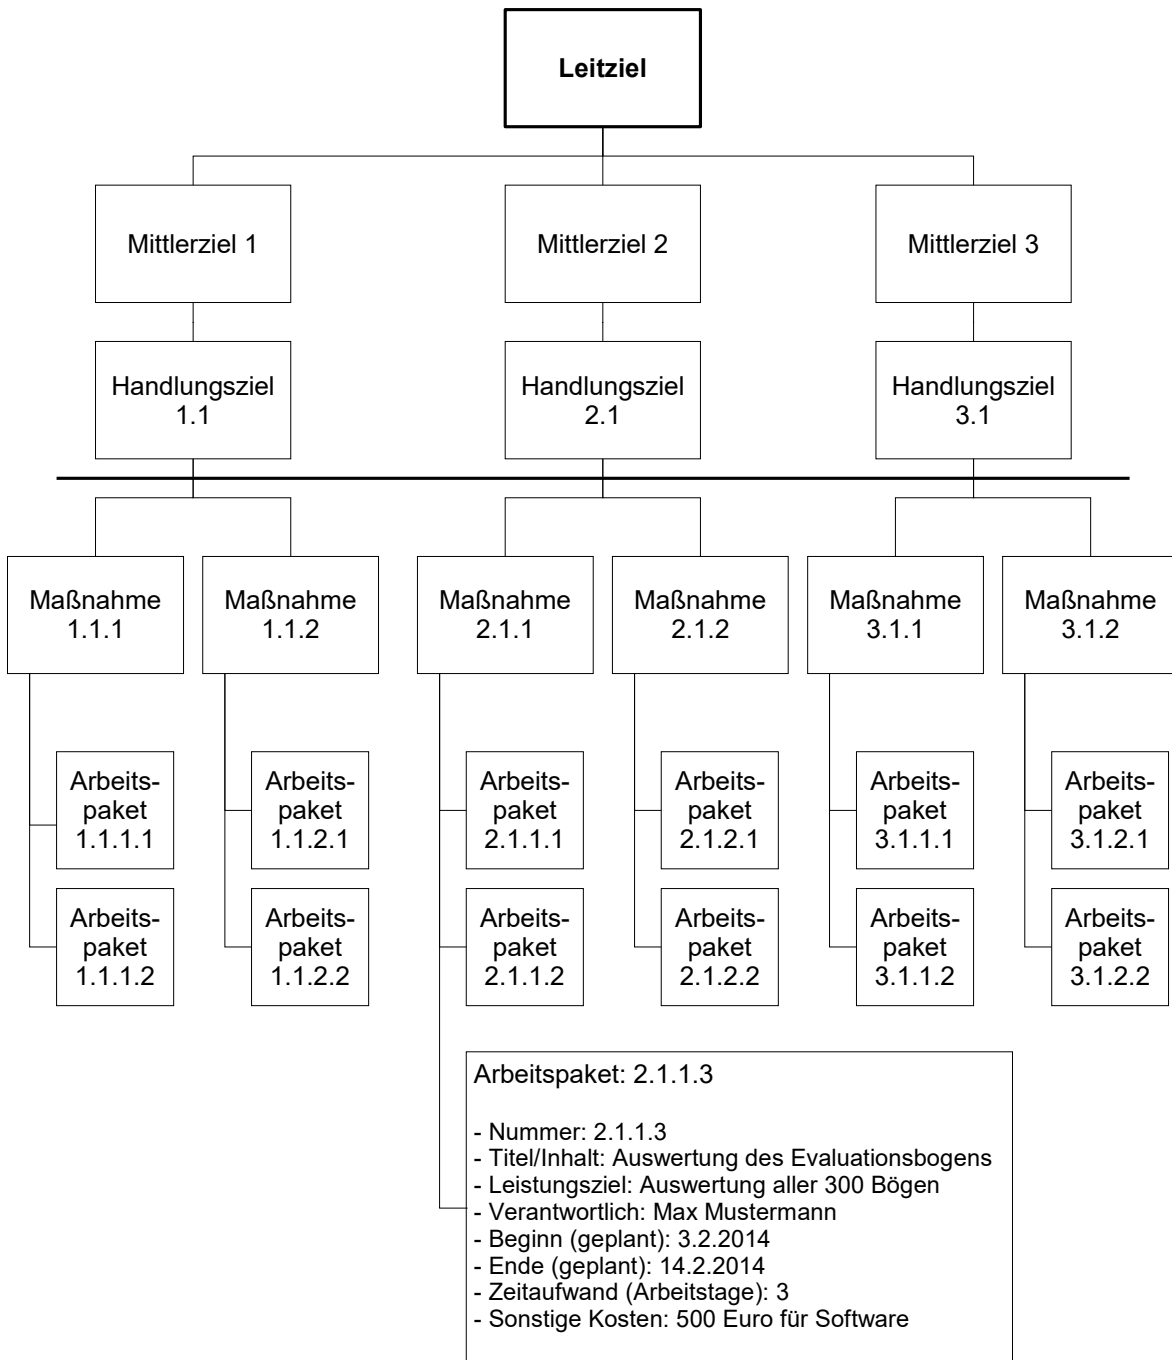 Leitziel
Mittlerziel 1
Mittlerziel 2
Mittlerziel 3
Handlungsziel
1.1
Handlungsziel
2.1
Handlungsziel
3.1
Maßnahme
1.1.1
Maßnahme
1.1.2
Maßnahme
2.1.1
Maßnahme
2.1.2
Maßnahme
3.1.1
Maßnahme
3.1.2
Arbeits-
paket
1.1.1.1
Arbeits-
paket
1.1.2.1
Arbeits-
paket
2.1.1.1
Arbeits-
paket
2.1.2.1
Arbeits-
paket
3.1.1.1
Arbeits-
paket
3.1.2.1
Arbeits-
paket
1.1.1.2
Arbeits-
paket
1.1.2.2
Arbeits-
paket
2.1.1.2
Arbeits-
paket
2.1.2.2
Arbeits-
paket
3.1.1.2
Arbeits-
paket
3.1.2.2
Arbeitspaket: 2.1.1.3
- Nummer: 2.1.1.3
- Titel/Inhalt: Auswertung des Evaluationsbogens
- Leistungsziel: Auswertung aller 300 Bögen
- Verantwortlich: Max Mustermann
- Beginn (geplant): 3.2.2014
- Ende (geplant): 14.2.2014
- Zeitaufwand (Arbeitstage): 3
- Sonstige Kosten: 500 Euro für Software